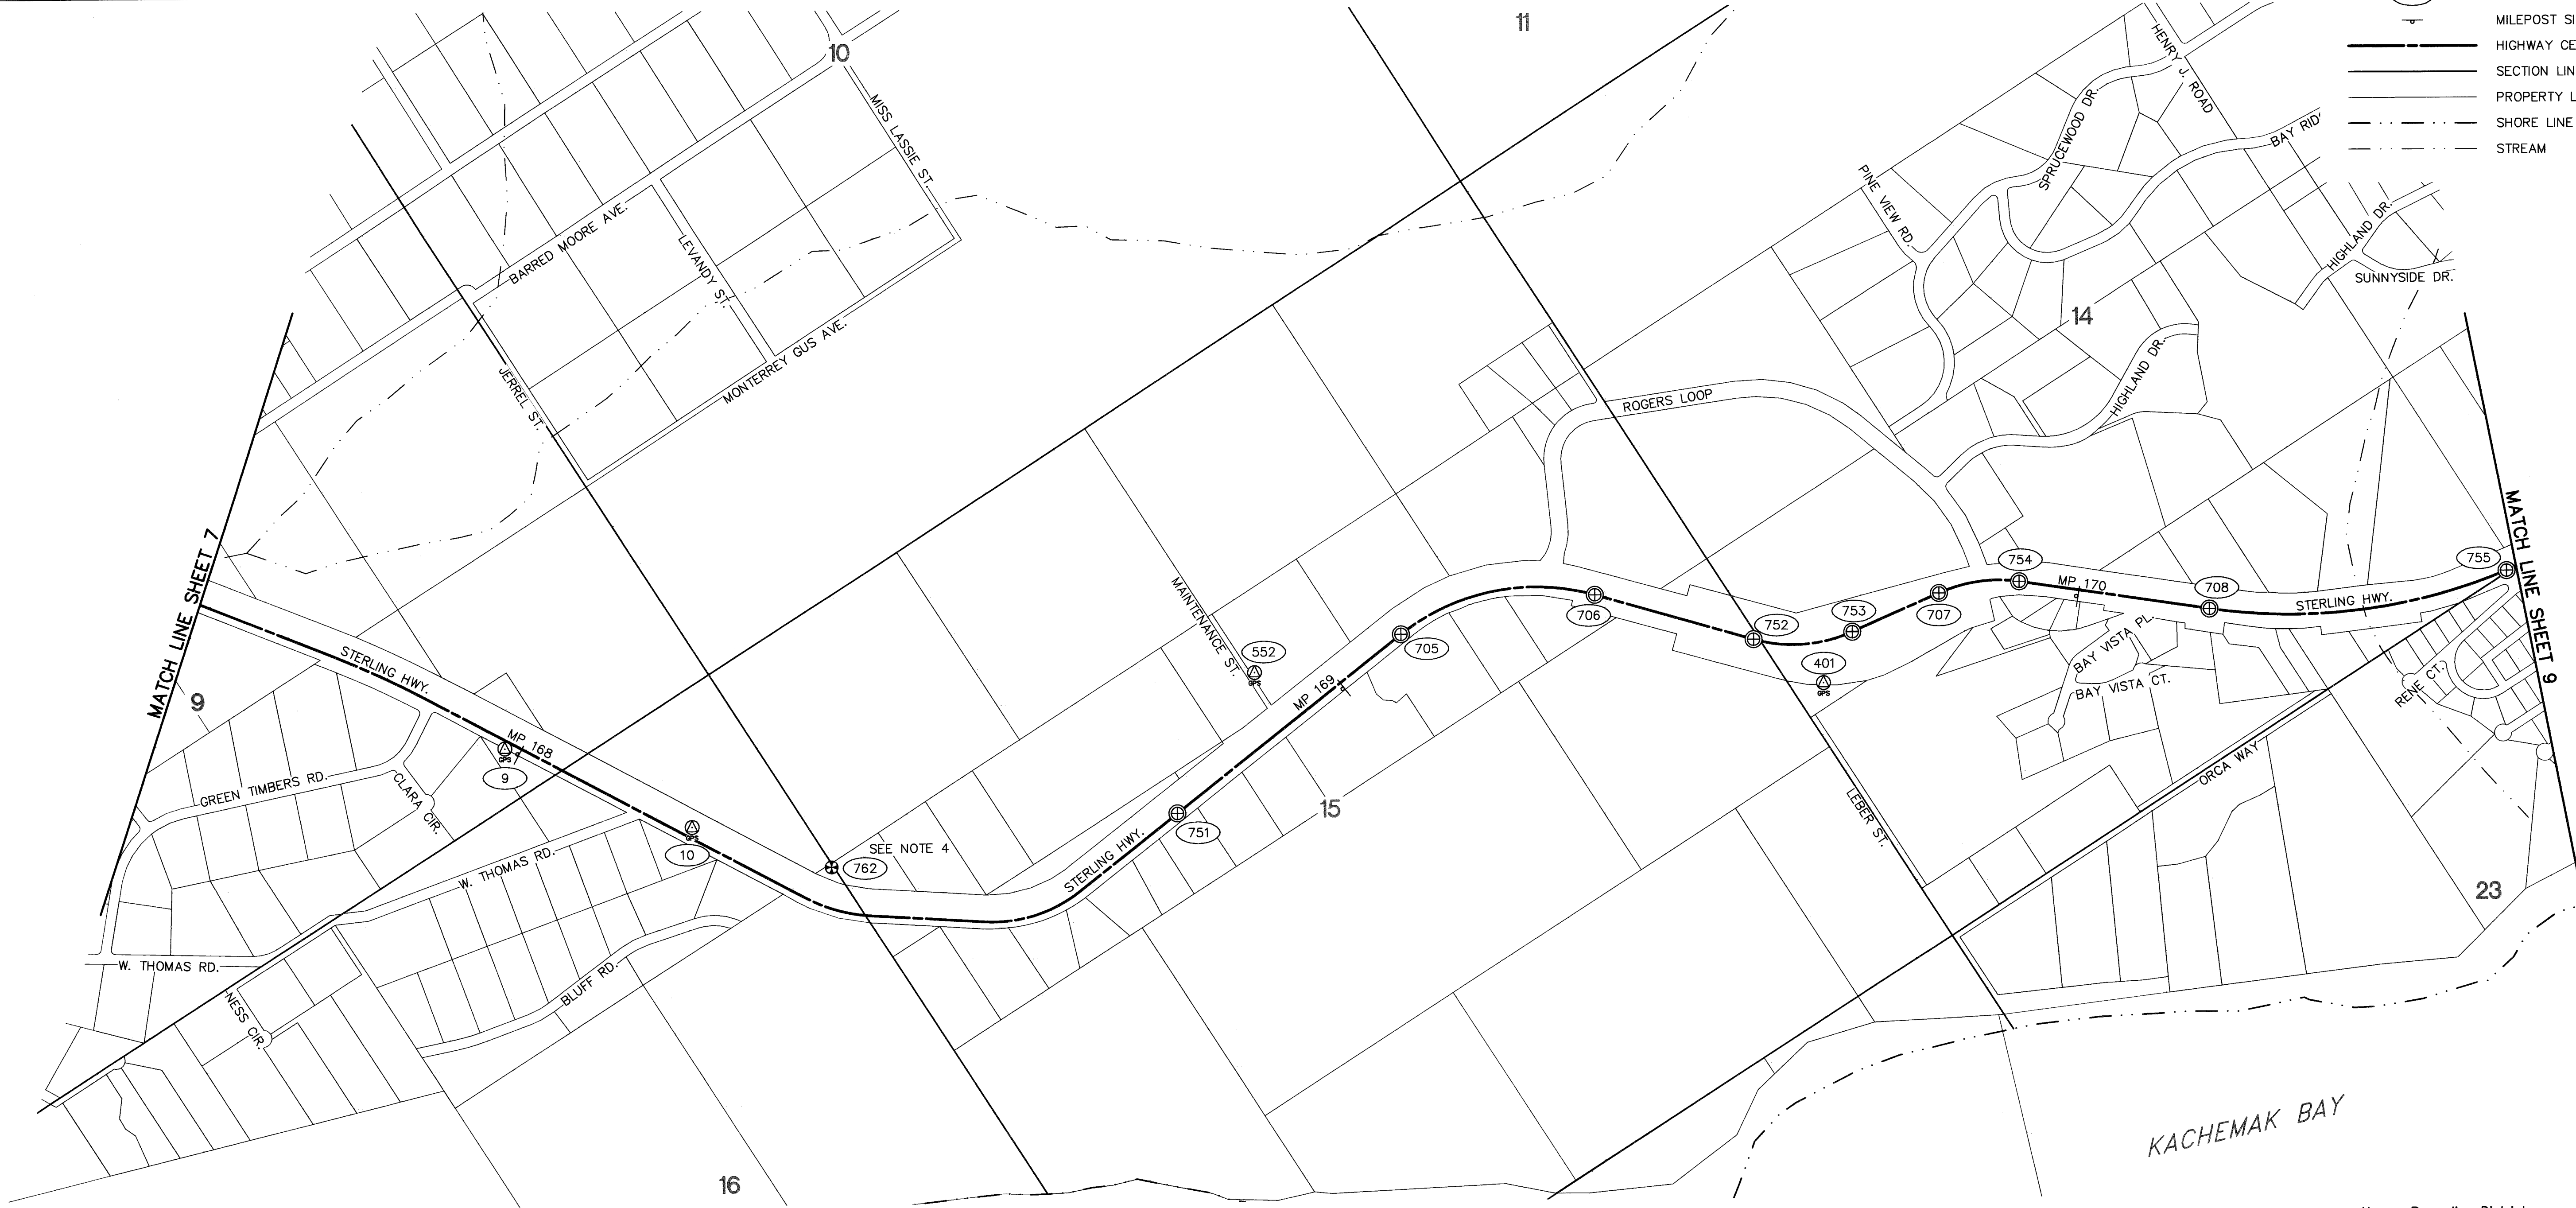 11
10
MILEPOST
HIGHWAY
SECTION
PROPERTY
SHORE LINE
STREAM
HENRY J. ROAD
SPRUCEWOOD DR.
BAY
PINE VIEW RD.
HIGHLAND DR.
SUNNYSIDE DR.
MISS LASSIE ST.
BARRED MOORE AVE.
LEVANDY ST.
MONTERREY GUS AVE.
JERREL ST.
14
HIGHLAND DR.
ROGERS LOOP
MATCH LINE SHEET 7
MATCH LINE SHEET 9
9
STERLING HWY.
MP 168
9
GREEN TIMBERS RD.
CLARA CIR.
GPS
10
GPS
W. THOMAS RD.
W. THOMAS RD.
NESS CIR.
BLUFF RD.
762
SEE NOTE 4
STERLING HWY.
751
MAINTENANCE ST.
552
GPS
MP 169
705
706
752
753
401
GPS
707
754
MP 170
708
755
STERLING HWY.
BAY VISTA PL.
BAY VISTA CT.
RENE CT.
ORCA WAY
LEBER ST.
15
23
16
KACHEMAK BAY